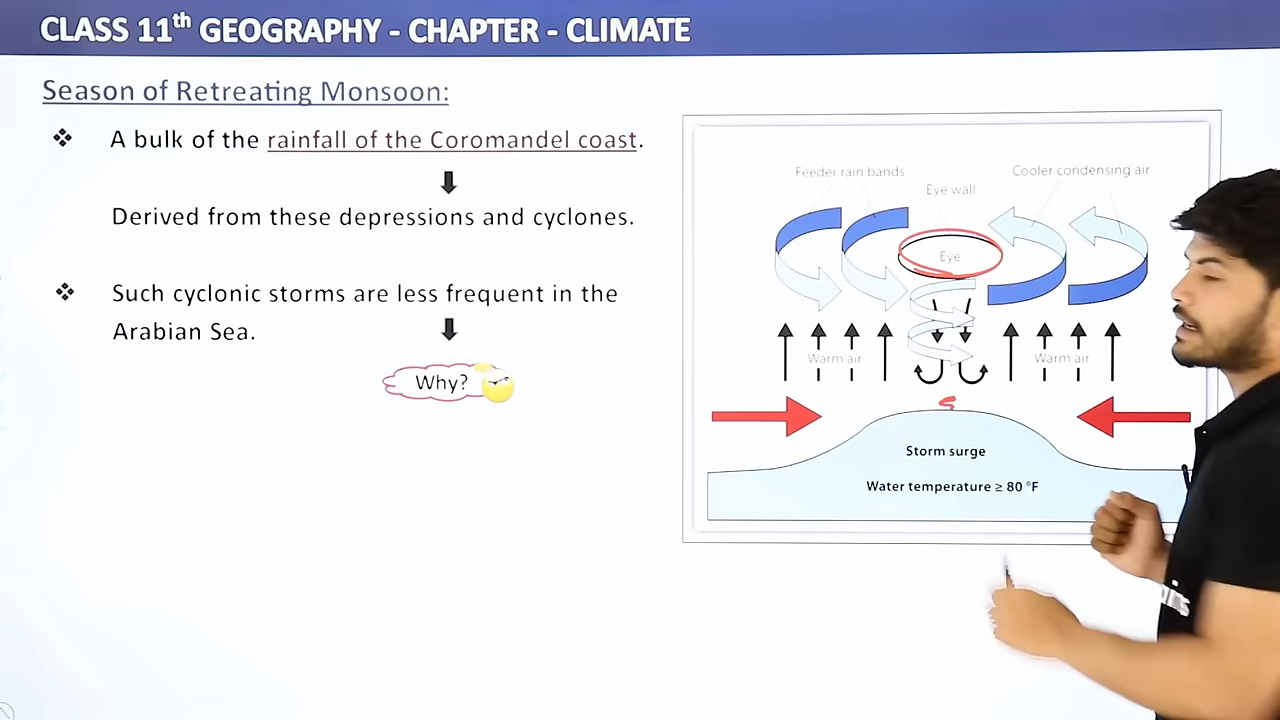 CLASS 11th GEOGRAPHY - CHAPTER - CLIMATE
Season of Retreating Monsoon:
❖ A bulk of the rainfall of the Coromandel coast.
Derived from these depressions and cyclones.
❖ Such cyclonic storms are less frequent in the
Arabian Sea.
Why?
Feeder rain bands
Eye wall
Cooler condensing air
Eye
Warm air
Warm air
Storm surge
Water temperature ≥ 80 °F